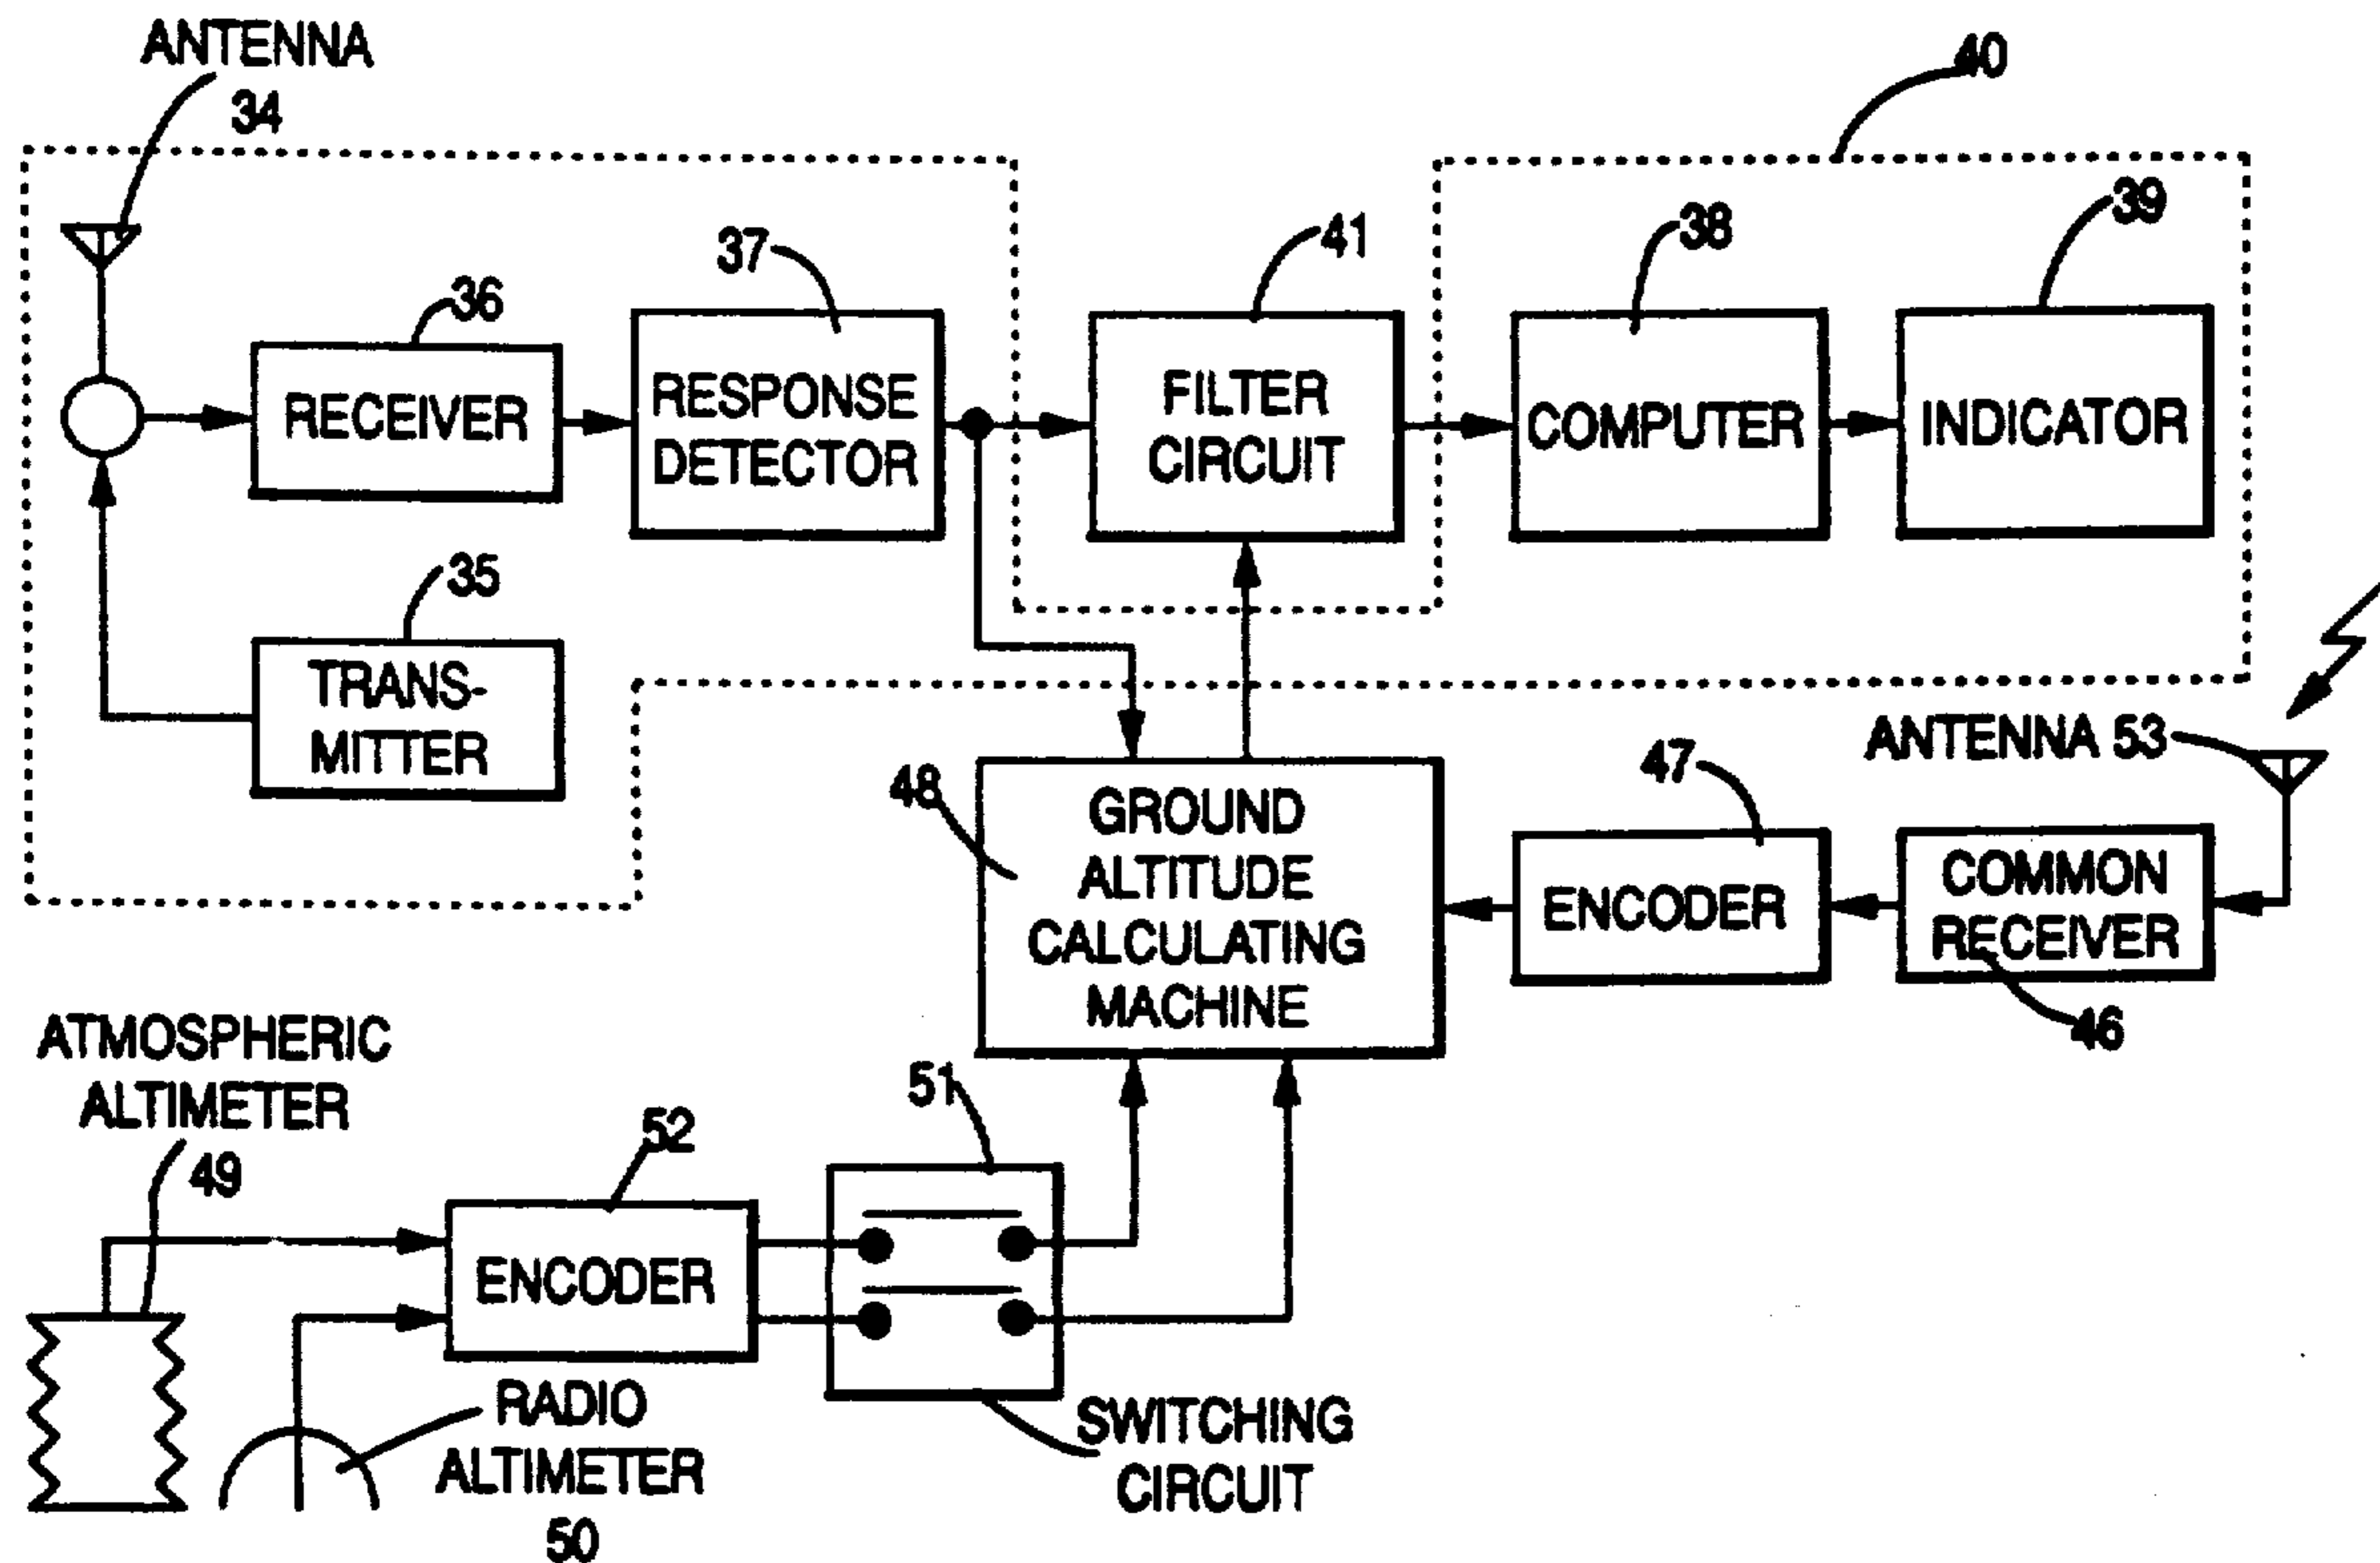 ANTENNA
34
40
36
RECEIVER
37
RESPONSE
DETECTOR
41
FILTER
CIRCUIT
38
COMPUTER
39
INDICATOR
35
TRANS-
MITTER
48
GROUND
ALTITUDE
CALCULATING
MACHINE
47
ENCODER
ANTENNA 53
COMMON
RECEIVER
46
ATMOSPHERIC
ALTIMETER
49
52
ENCODER
51
SWITCHING
CIRCUIT
RADIO
ALTIMETER
50